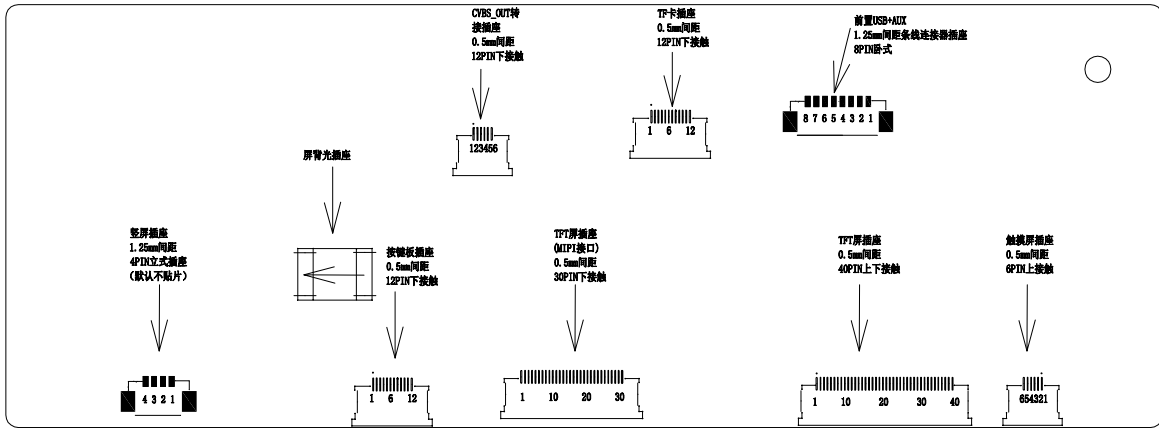 CVBS_OUT转
接插座
0.5mm间距
12PIN下接触
123456
TF卡插座
0.5mm间距
12PIN下接触
1 6 12
前置USB+AUX
1.25mm间距条线连接器插座
8PIN卧式
8 7 6 5 4 3 2 1
屏背光插座
竖屏插座
1.25mm间距
4PIN立式插座
(默认不贴片)
4 3 2 1
按键板插座
0.5mm间距
12PIN下接触
1 6 12
TFT屏插座
(MIPI接口)
0.5mm间距
30PIN下接触
1 10 20 30
TFT屏插座
0.5mm间距
40PIN上下接触
1 10 20 30 40
触摸屏插座
0.5mm间距
6PIN上接触
654321